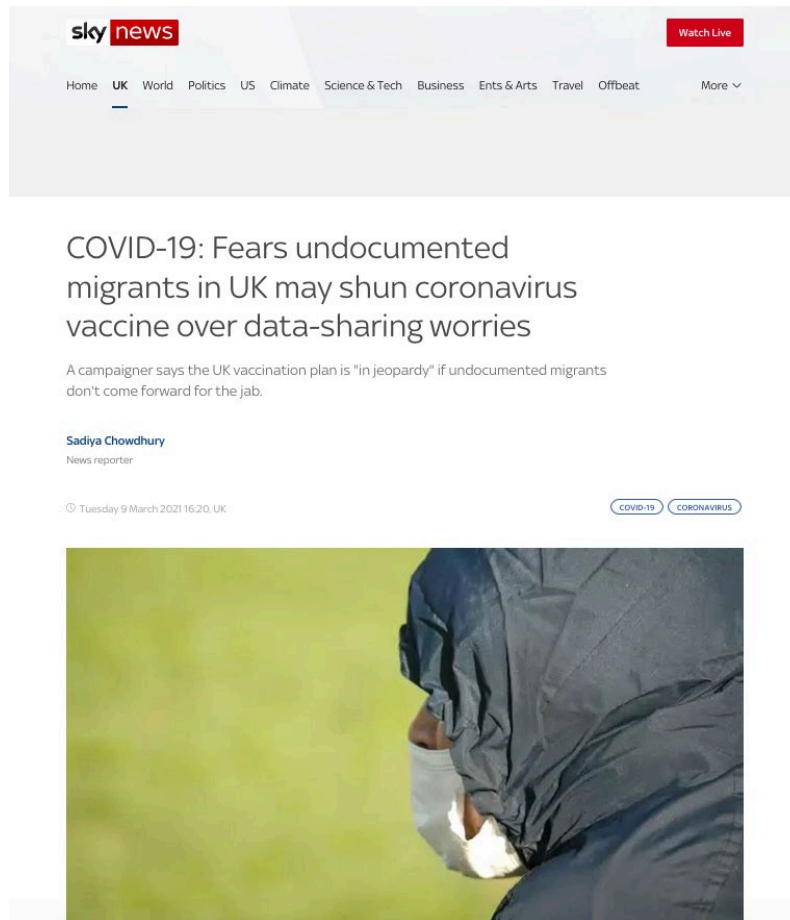 sky news
Watch Live
Home UK World Politics US Climate Science & Tech Business Ents & Arts Travel Offbeat More
COVID-19: Fears undocumented
migrants in UK may shun coronavirus
vaccine over data-sharing worries
A campaigner says the UK vaccination plan is "in jeopardy" if undocumented migrants
don't come forward for the jab.
Sadiya Chowdhury
News reporter
Tuesday 9 March 2021 16:20, UK
COVID-19 CORONAVIRUS